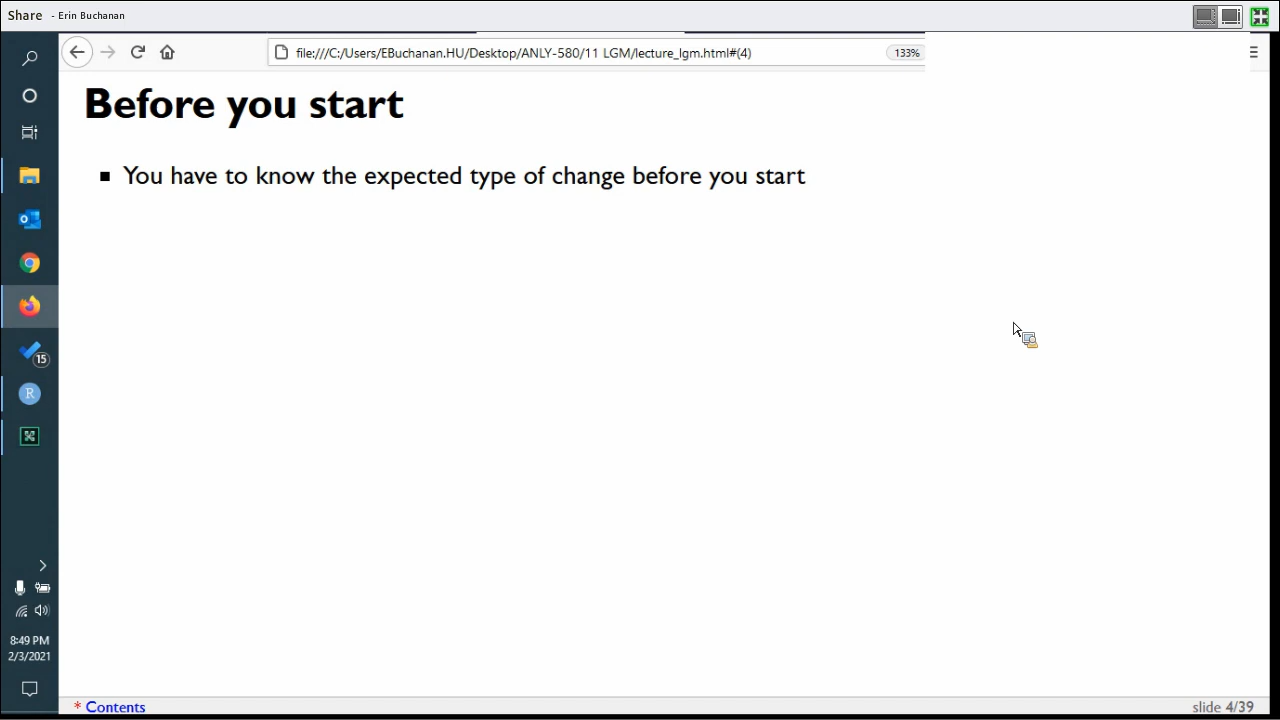 Share - Erin Buchanan
file:///C:/Users/EBuchanan.HU/Desktop/ANLY-580/11 LGM/lecture_lgm.html#(4)
133%
Before you start
You have to know the expected type of change before you start
15
R
8:49 PM
2/3/2021
* Contents
slide 4/39